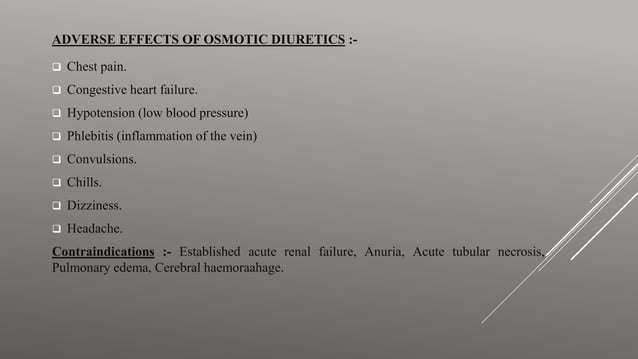 ADVERSE EFFECTS OF OSMOTIC DIURETICS :-
Chest pain.
Congestive heart failure.
Hypotension (low blood pressure)
Phlebitis (inflammation of the vein)
Convulsions.
Chills.
Dizziness.
Headache.
Contraindications :- Established acute renal failure, Anuria, Acute tubular necrosis,
Pulmonary edema, Cerebral haemoraahage.